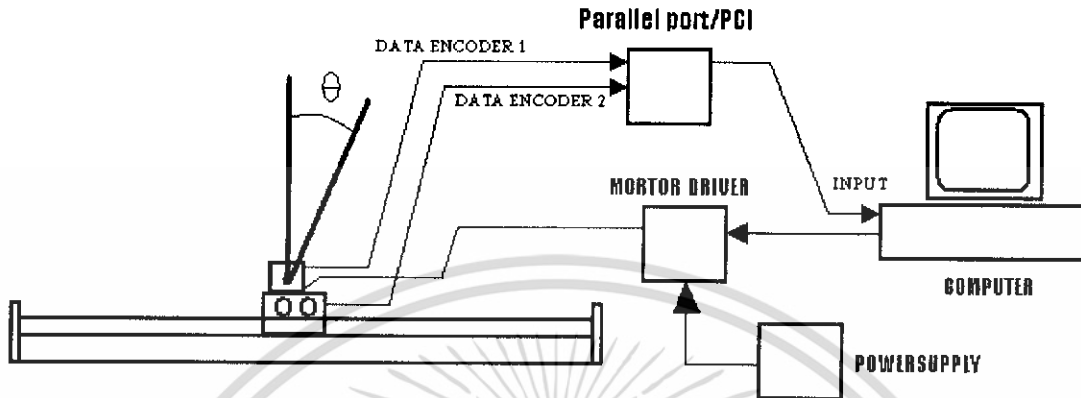 Parallel port/PCI
DATA ENCODER 1
θ
DATA ENCODER 2
MORTOR DRIVER
INPUT
COMPUTER
POWERSUPPLY